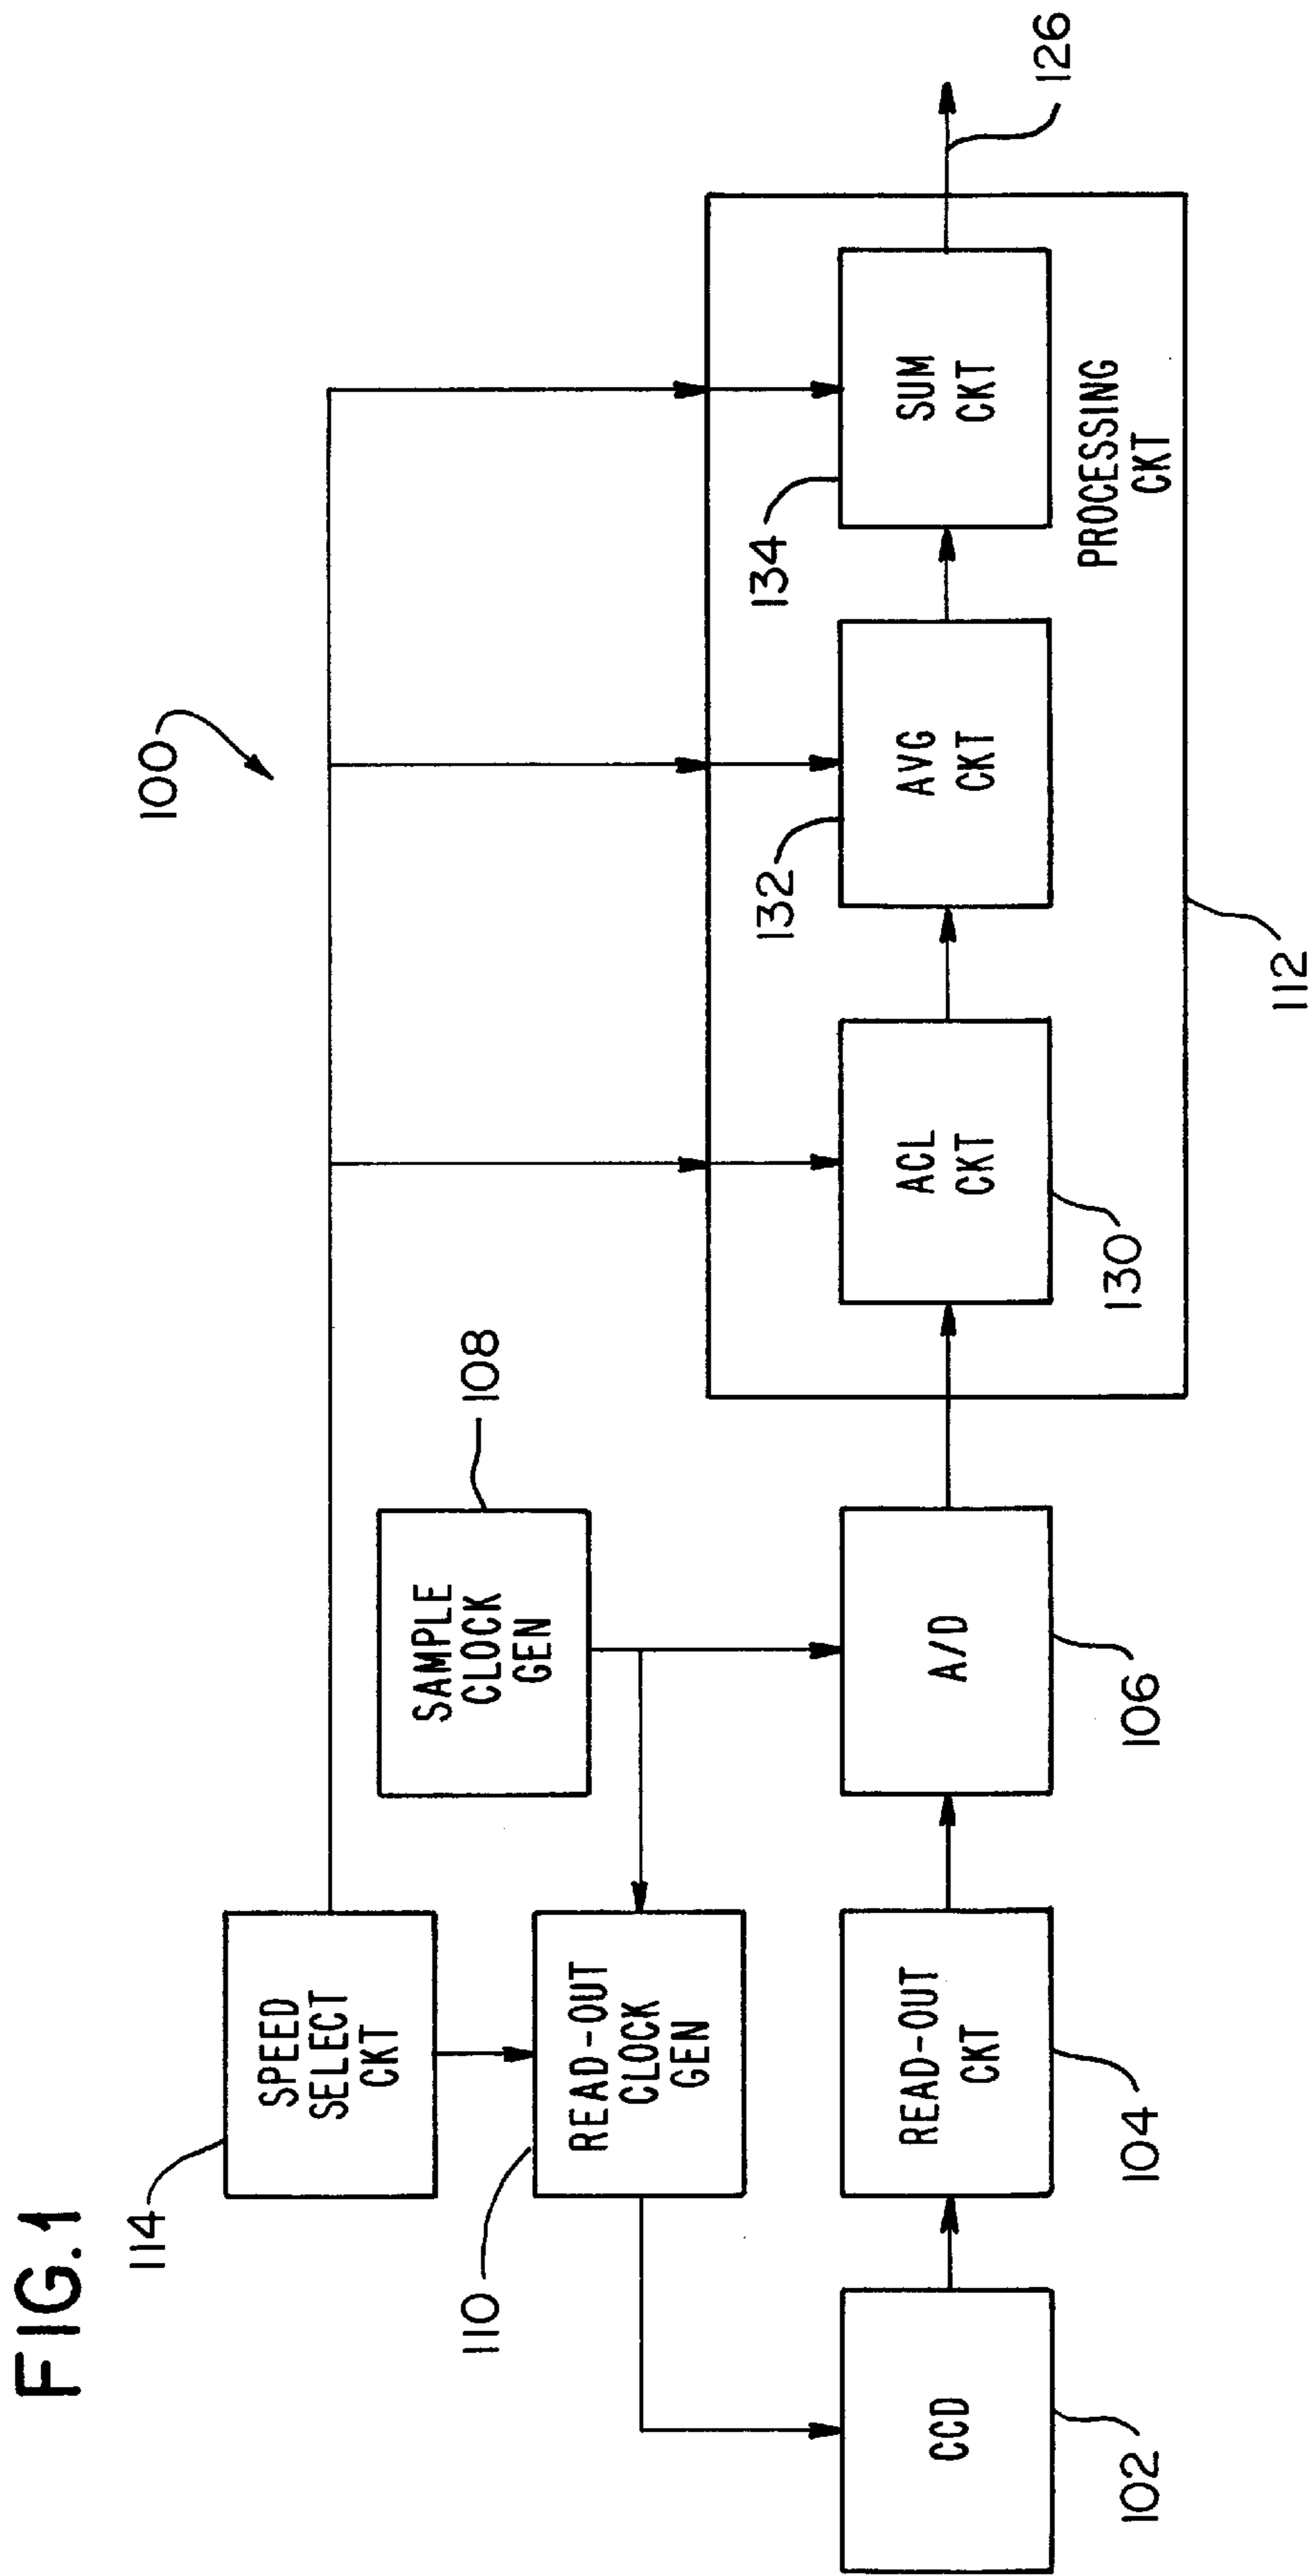 FIG. 1
100
114
SPEED
SELECT
CKT
SAMPLE
CLOCK
GEN
108
110
READ-OUT
CLOCK
GEN
132
134
CCD
READ-OUT
CKT
A/D
ACL
CKT
AVG
CKT
SUM
CKT
126
PROCESSING
CKT
102
104
106
130
112